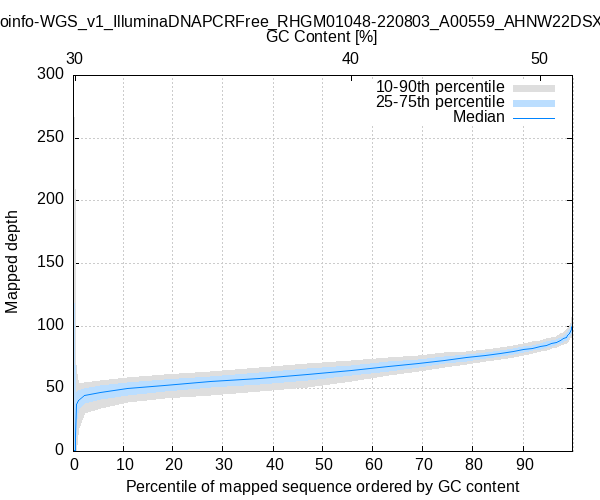 oinfo-WGS_v1_IlluminaDNAPCRFree_RHGM01048-220803_A00559_AHNW22DSX
GC Content [%]
30 40 50
300
250
200
150
100
50
0
Mapped depth
10-90th percentile
25-75th percentile
Median
0 10 20 30 40 50 60 70 80 90
Percentile of mapped sequence ordered by GC content